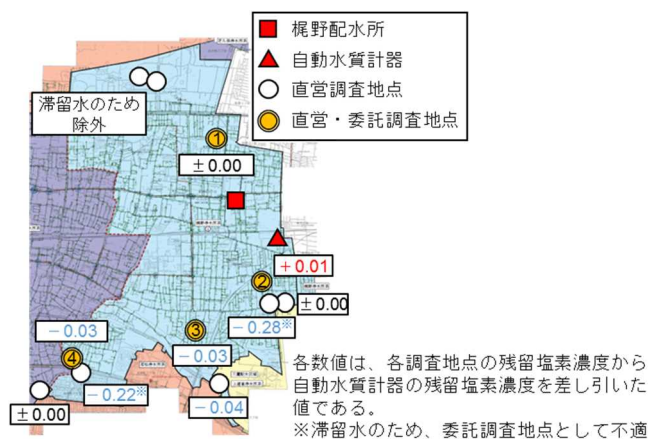 梶野配水所
自動水質計器
直営調査地点
直営・委託調査地点
滞留水のため
除外
1
±0.00
+0.01
2
±0.00
-0.28※
-0.03
3
4
-0.03
-0.22※
±0.00
-0.04
各数値は、各調査地点の残留塩素濃度から
自動水質計器の残留塩素濃度を差し引いた
値である。
※滞留水のため、委託調査地点として不適